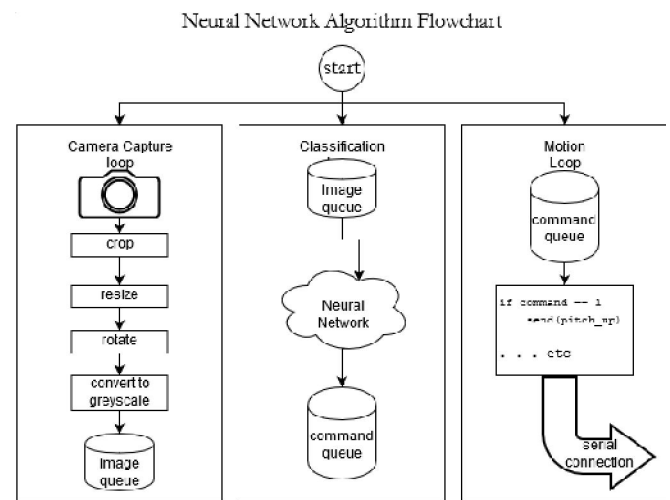 Neural Network Algorithm Flowchart
start
Camera Capture
loop
crop
resize
rotate
convert to
greyscale
Image
queue
Classification
Image
queue
Neural
Network
command
queue
Motion
Loop
command
queue
if command == 1
send(pitch_up)
. . . etc
serial
connection